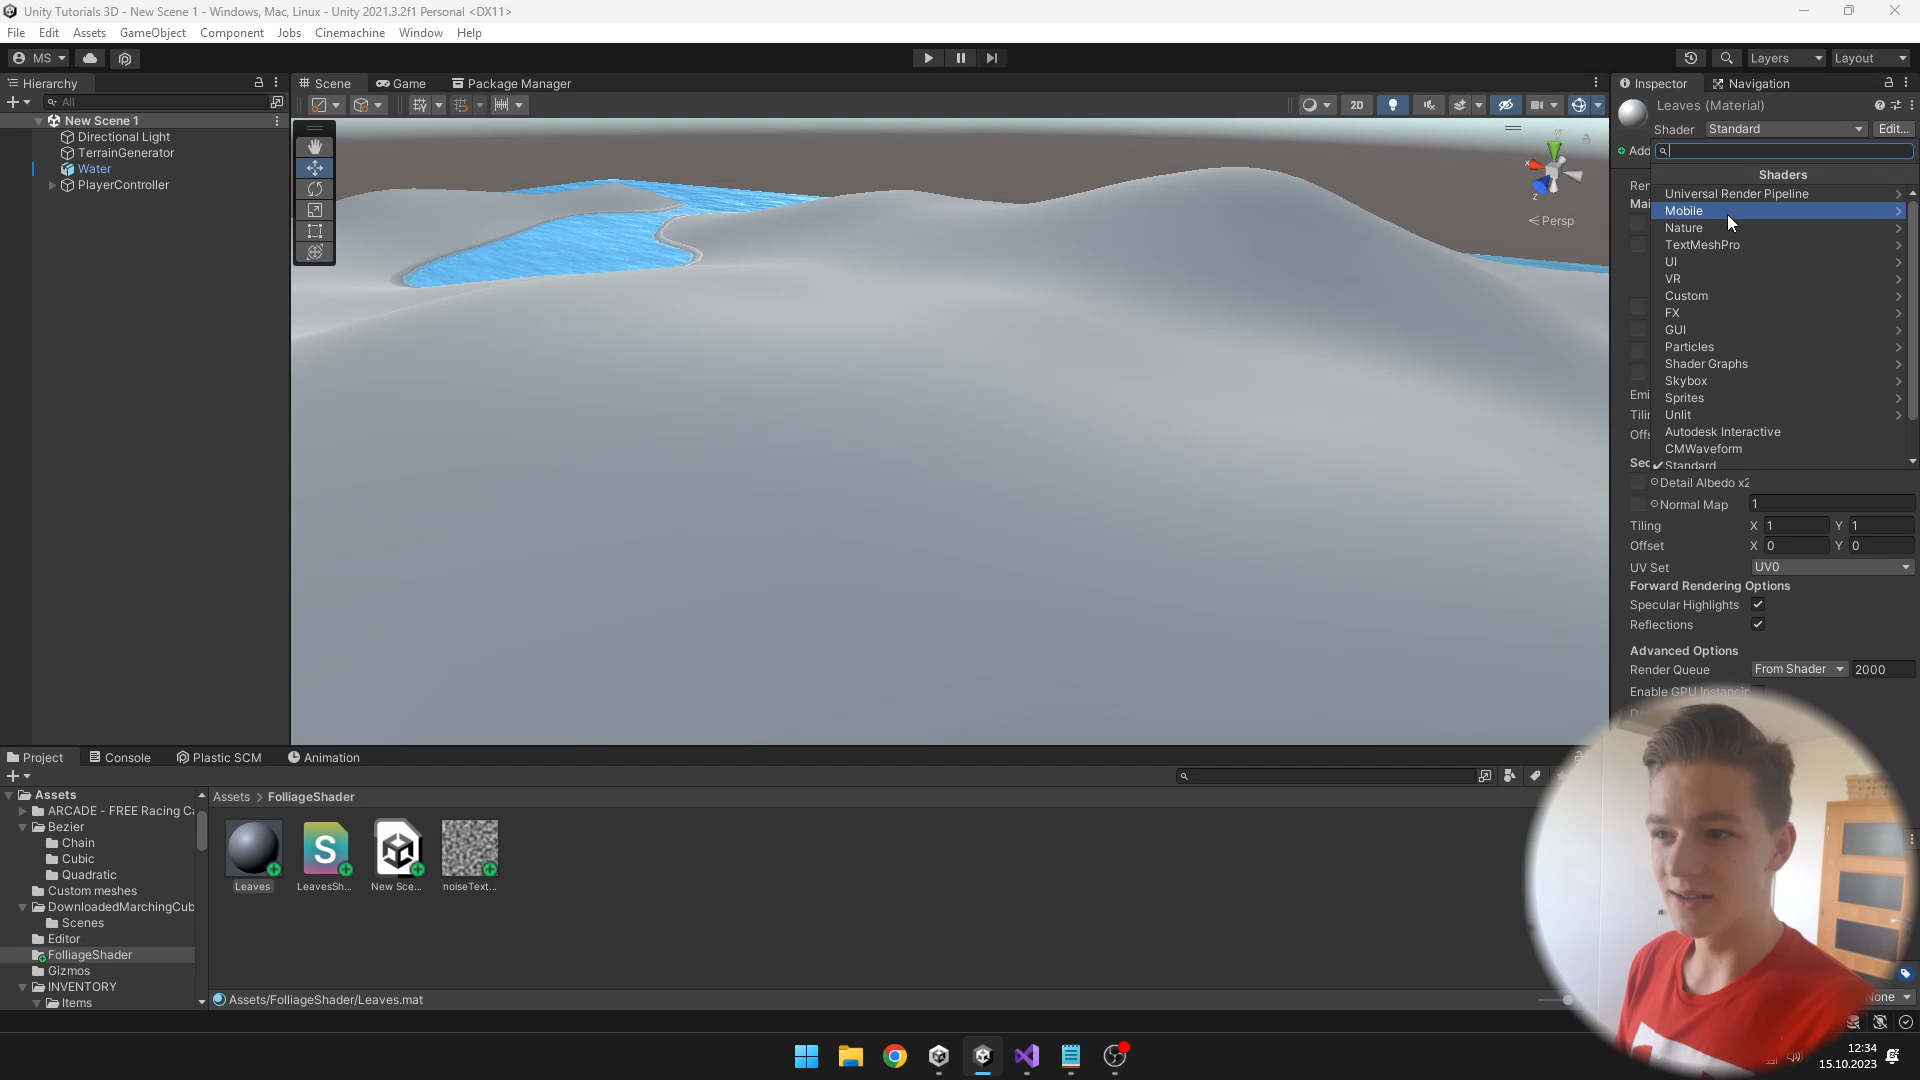 Unity Tutorials 3D - New Scene 1 - Windows, Mac, Linux - Unity 2021.3.2f1 Personal <DX11>
File Edit Assets GameObject Component Jobs Cinemachine Window Help
MS Layers Layout
Hierarchy Scene Game Package Manager Inspector Navigation
All 2D Leaves (Material)
New Scene 1
Shader Standard Edit...
Directional Light
TerrainGenerator
Water
PlayerController
Add
Shaders
Universal Render Pipeline
Mobile
Nature
TextMeshPro
UI
VR
Custom
FX
GUI
Particles
Shader Graphs
Skybox
Sprites
Unlit
Autodesk Interactive
CMWaveform
Standard
y
x
z
Persp
Detail Albedo x2
Normal Map 1
Tiling X 1 Y 1
Offset X 0 Y 0
UV Set UV0
Forward Rendering Options
Specular Highlights
Reflections
Advanced Options
Render Queue From Shader 2000
Enable GPU Instancin
Project Console Plastic SCM Animation
Assets
ARCADE - FREE Racing Ca
Bezier
Chain
Cubic
Quadratic
Custom meshes
DownloadedMarchingCub
Scenes
Editor
FolliageShader
Gizmos
INVENTORY
Items
Assets > FolliageShader
Leaves LeavesSh... New Sce... noiseText...
Assets/FolliageShader/Leaves.mat
None
12:34
15.10.2023